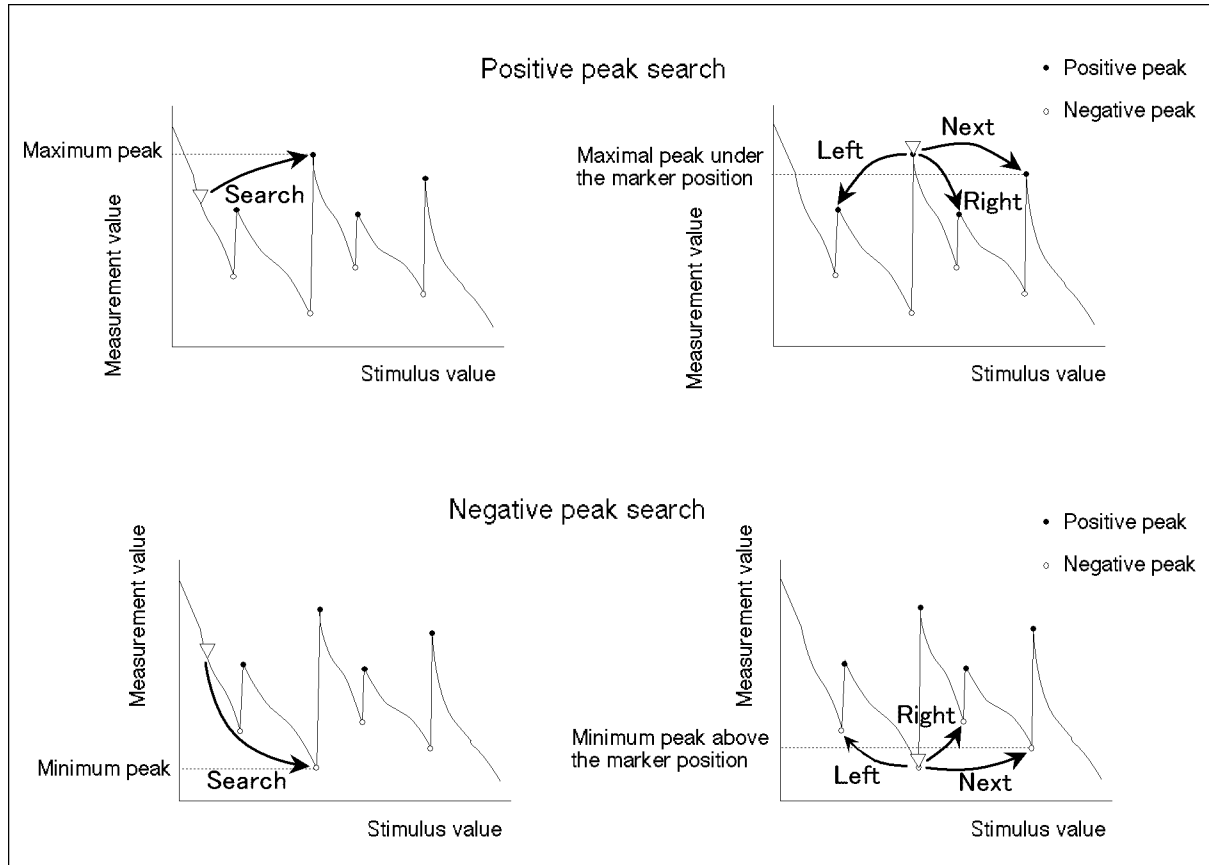 Positive peak search
Positive peak
Negative peak
Maximum peak
Search
Measurement value
Stimulus value
Maximal peak under
the marker position
Left
Next
Right
Measurement value
Stimulus value
Negative peak search
Positive peak
Negative peak
Measurement value
Minimum peak
Search
Stimulus value
Measurement value
Minimum peak above
the marker position
Right
Left
Next
Stimulus value